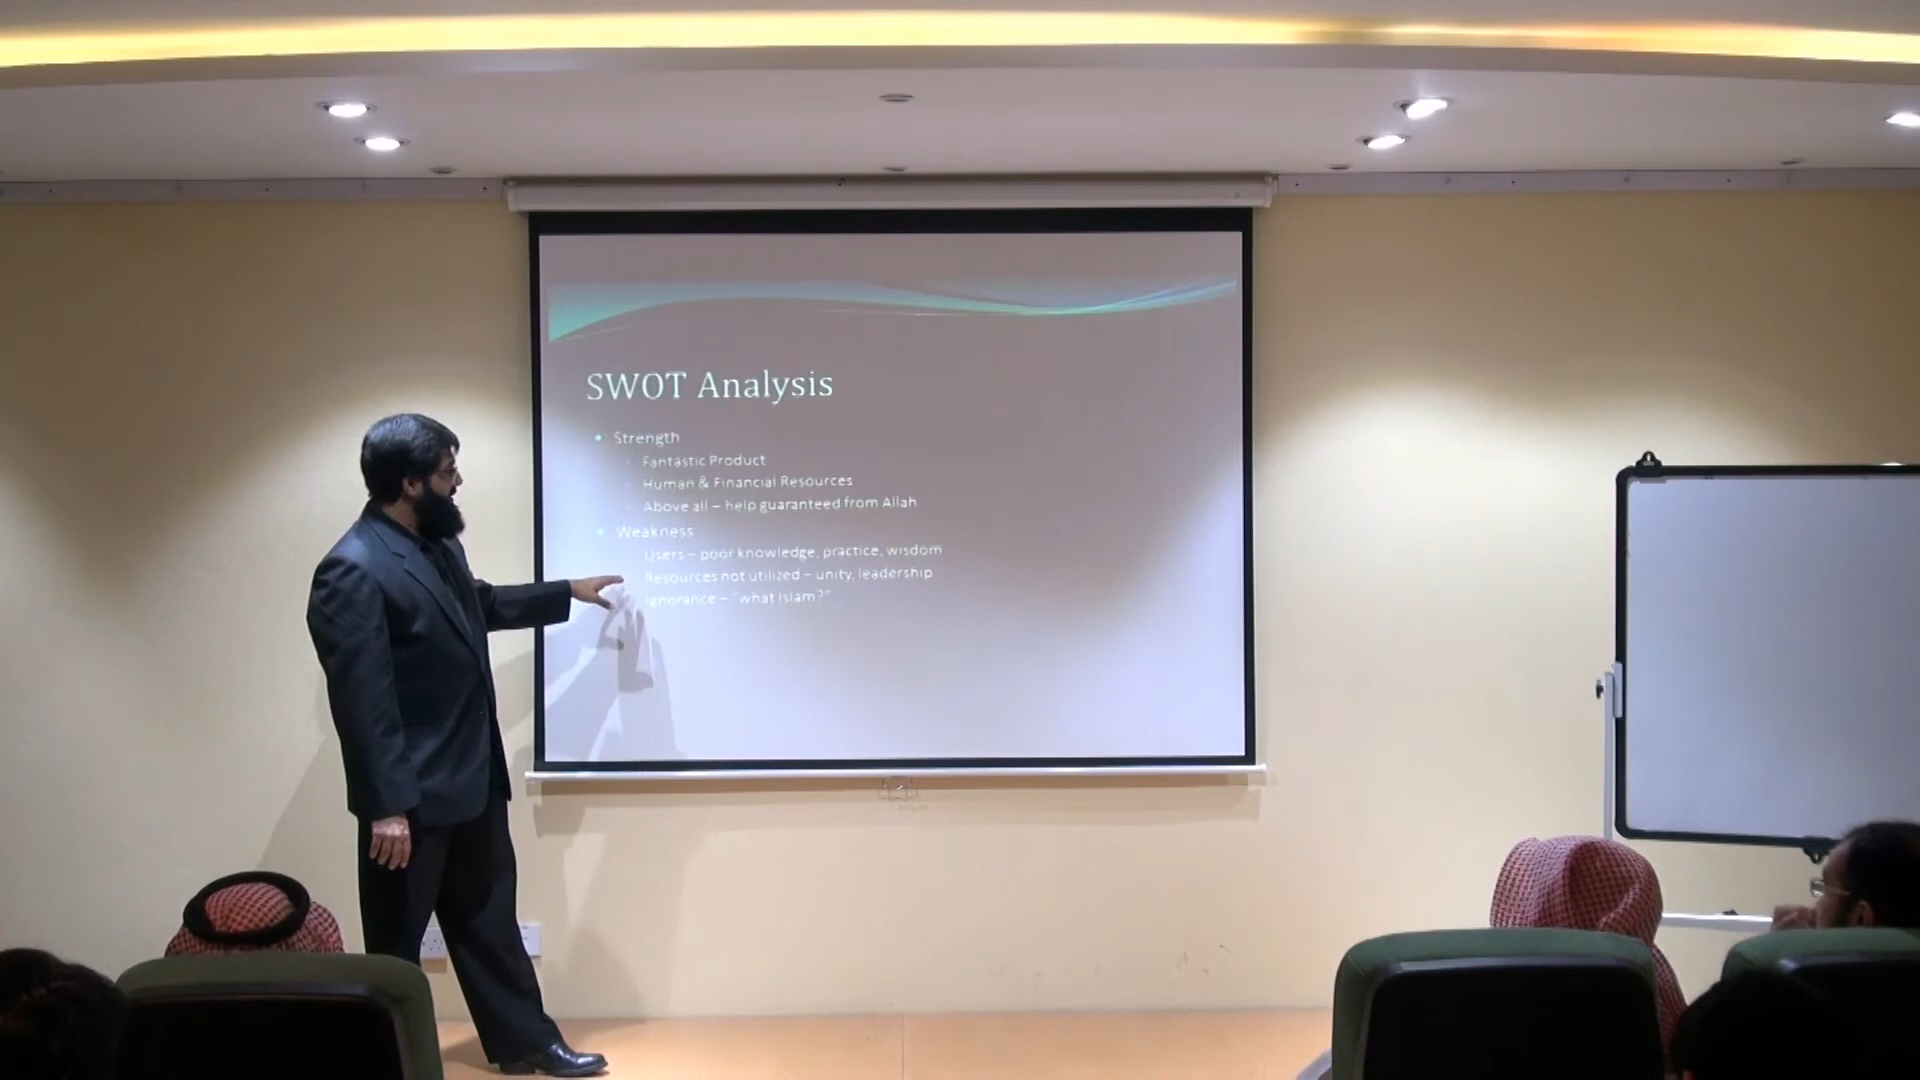 SWOT Analysis
Strength
Fantastic Product
Human & Financial Resources
Above all – help guaranteed from Allah
Weakness
Users – poor knowledge, practice, wisdom
Resources not utilized – unity, leadership
Ignorance – "what Islam?"